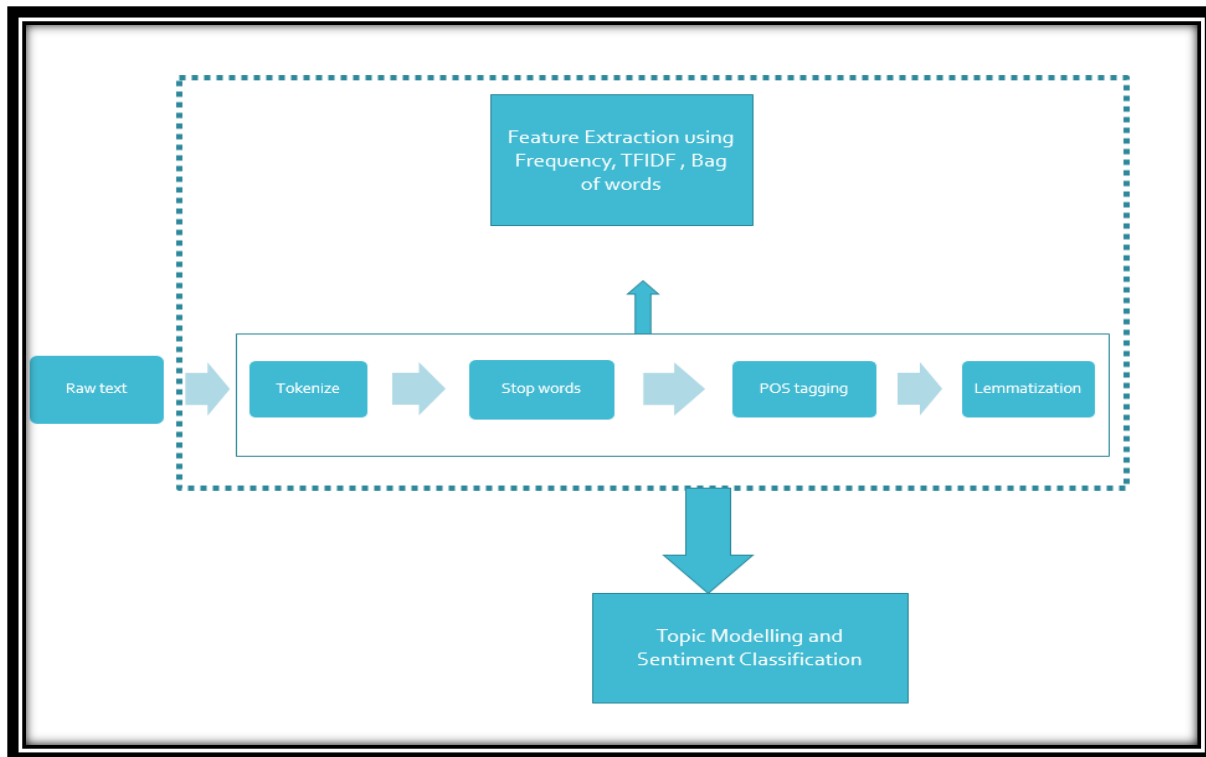 Feature Extraction using
Frequency, TFIDF , Bag
of words
Raw text
Tokenize
Stop words
POS tagging
Lemmatization
Topic Modelling and
Sentiment Classification